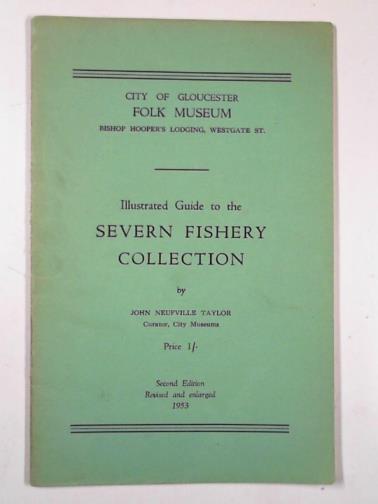 CITY OF GLOUCESTER
FOLK MUSEUM
BISHOP HOOPER'S LODGING, WESTGATE ST.
Illustrated Guide to the
SEVERN FISHERY
COLLECTION
by
JOHN NEUFVILLE TAYLOR
Curator, City Museums
Price 1/-
Second Edition
Revised and enlarged
1953